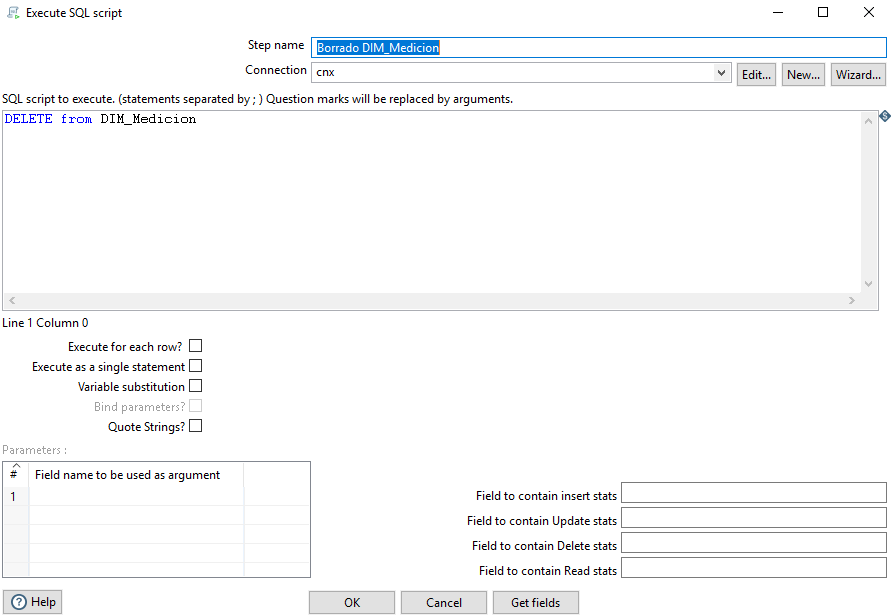 Execute SQL script
Step name Borrado DIM_Medicion
Connection cnx Edit... New... Wizard...
SQL script to execute. (statements separated by ; ) Question marks will be replaced by arguments.
DELETE from DIM_Medicion
Line 1 Column 0
Execute for each row?
Execute as a single statement
Variable substitution
Bind parameters?
Quote Strings?
Parameters :
# Field name to be used as argument
1
Field to contain insert stats
Field to contain Update stats
Field to contain Delete stats
Field to contain Read stats
Help OK Cancel Get fields